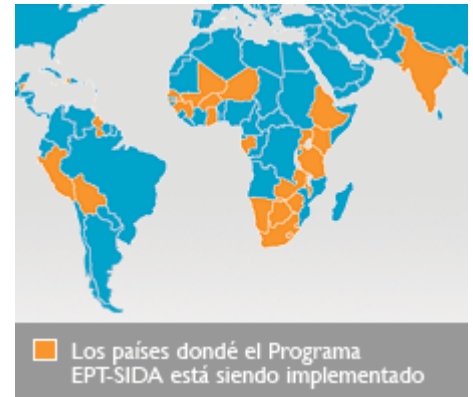 Los países dondé el Programa
EPT-SIDA está siendo implementado